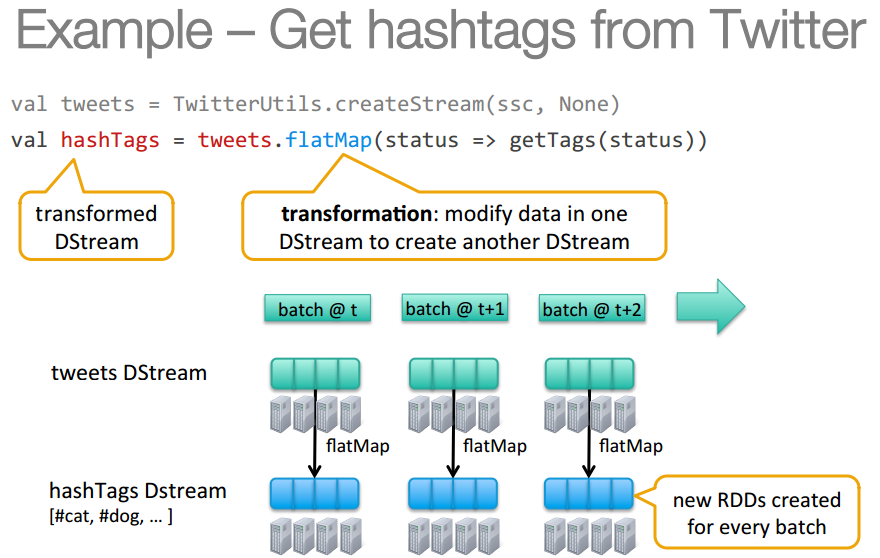 Example – Get hashtags from Twitter
val tweets = TwitterUtils.createStream(ssc, None)
val hashTags = tweets.flatMap(status => getTags(status))
transformed
DStream
transformation: modify data in one
DStream to create another DStream
batch @ t
batch @ t+1
batch @ t+2
tweets DStream
flatMap
flatMap
flatMap
hashTags Dstream
[#cat, #dog, … ]
new RDDs created
for every batch